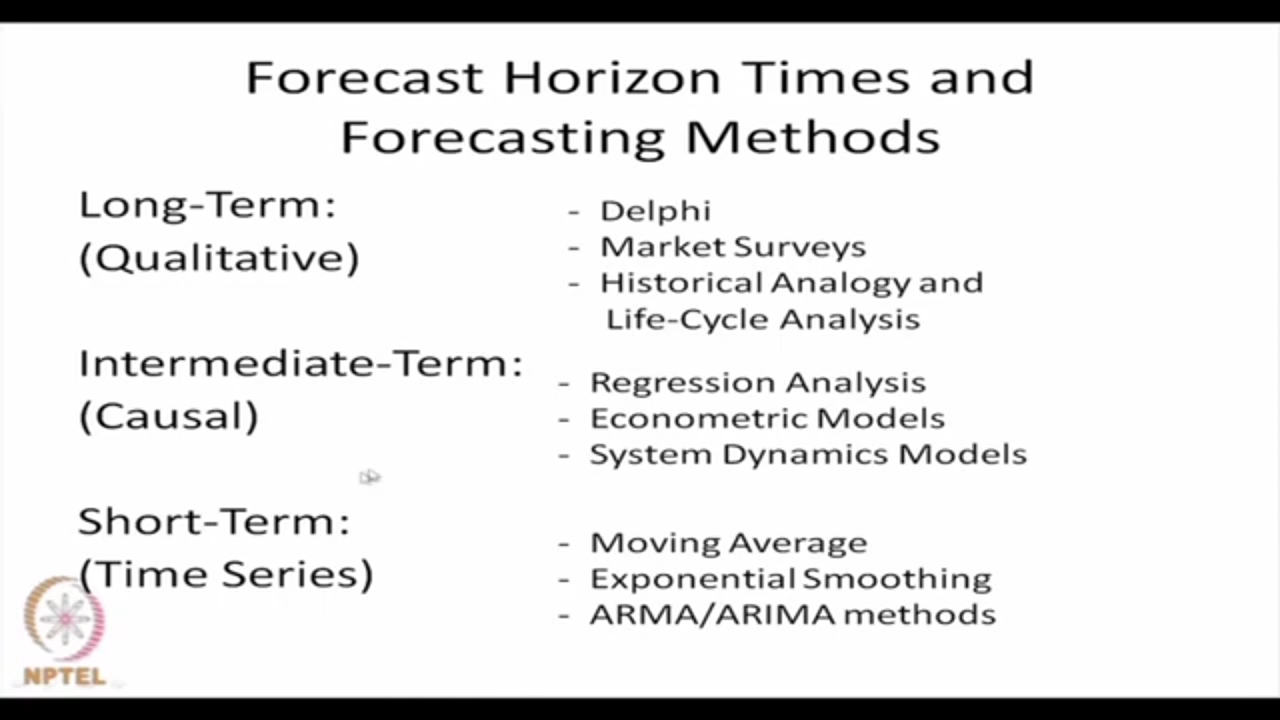 Forecast Horizon Times and
Forecasting Methods
Long-Term:
(Qualitative)
- Delphi
- Market Surveys
- Historical Analogy and
Life-Cycle Analysis
Intermediate-Term:
(Causal)
- Regression Analysis
- Econometric Models
- System Dynamics Models
Short-Term:
(Time Series)
- Moving Average
- Exponential Smoothing
- ARMA/ARIMA methods
NPTEL